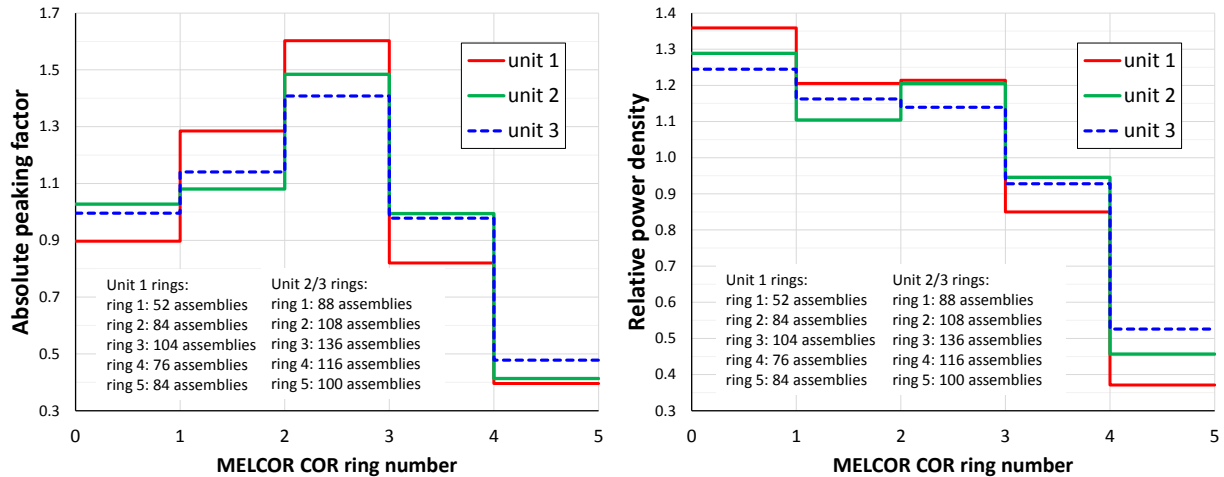 1.7
1.5
1.3
1.1
0.9
0.7
0.5
0.3
Absolute peaking factor
unit 1
unit 2
unit 3
Unit 1 rings:
ring 1: 52 assemblies
ring 2: 84 assemblies
ring 3: 104 assemblies
ring 4: 76 assemblies
ring 5: 84 assemblies
Unit 2/3 rings:
ring 1: 88 assemblies
ring 2: 108 assemblies
ring 3: 136 assemblies
ring 4: 116 assemblies
ring 5: 100 assemblies
0 1 2 3 4 5
MELCOR COR ring number
1.4
1.3
1.2
1.1
1.0
0.9
0.8
0.7
0.6
0.5
0.4
0.3
Relative power density
unit 1
unit 2
unit 3
Unit 1 rings:
ring 1: 52 assemblies
ring 2: 84 assemblies
ring 3: 104 assemblies
ring 4: 76 assemblies
ring 5: 84 assemblies
Unit 2/3 rings:
ring 1: 88 assemblies
ring 2: 108 assemblies
ring 3: 136 assemblies
ring 4: 116 assemblies
ring 5: 100 assemblies
0 1 2 3 4 5
MELCOR COR ring number